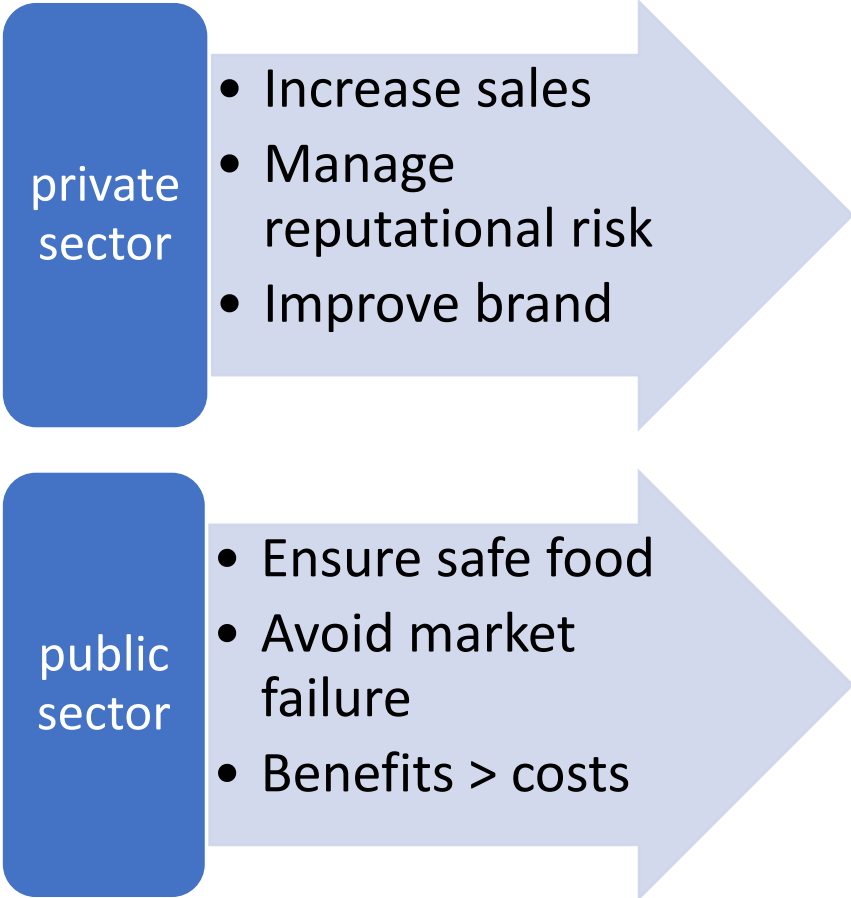 private
sector
• Increase sales
• Manage
reputational risk
• Improve brand
public
sector
• Ensure safe food
• Avoid market
failure
• Benefits > costs